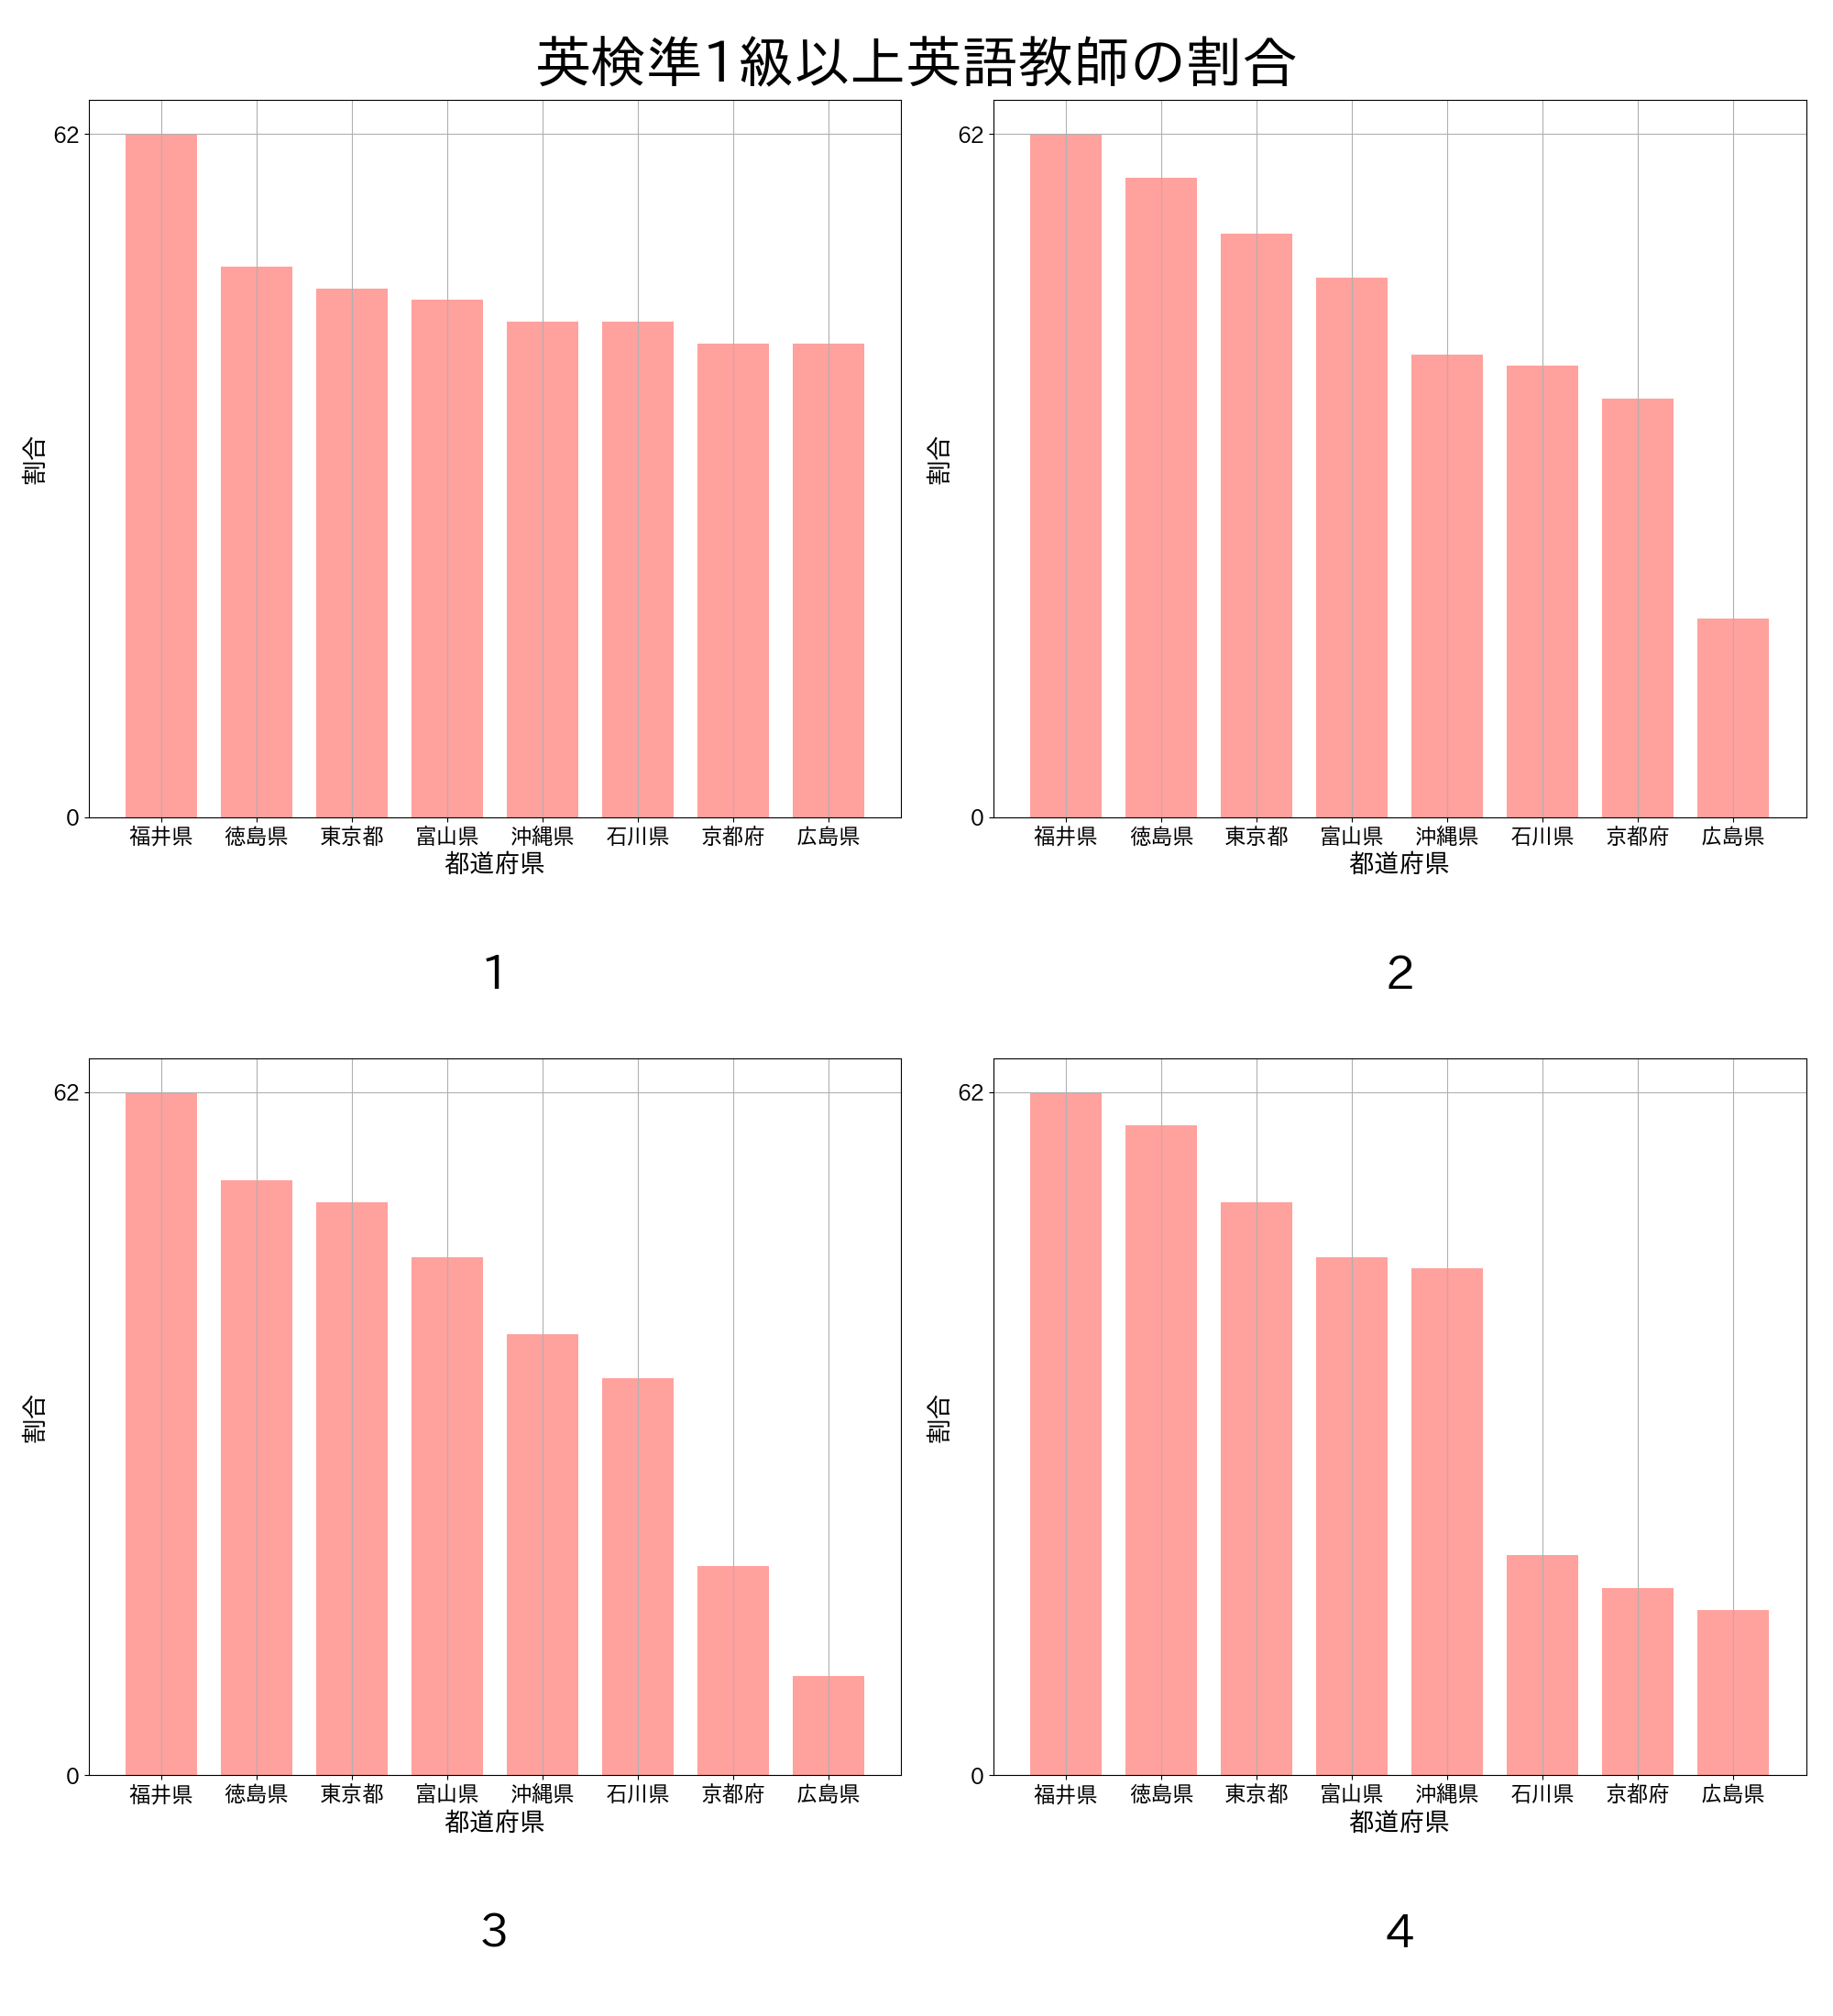 英検準1級以上英語教師の割合
62
割合
0
福井県 徳島県 東京都 富山県 沖縄県 石川県 京都府 広島県
都道府県
1
62
割合
0
福井県 徳島県 東京都 富山県 沖縄県 石川県 京都府 広島県
都道府県
2
62
割合
0
福井県 徳島県 東京都 富山県 沖縄県 石川県 京都府 広島県
都道府県
3
62
割合
0
福井県 徳島県 東京都 富山県 沖縄県 石川県 京都府 広島県
都道府県
4